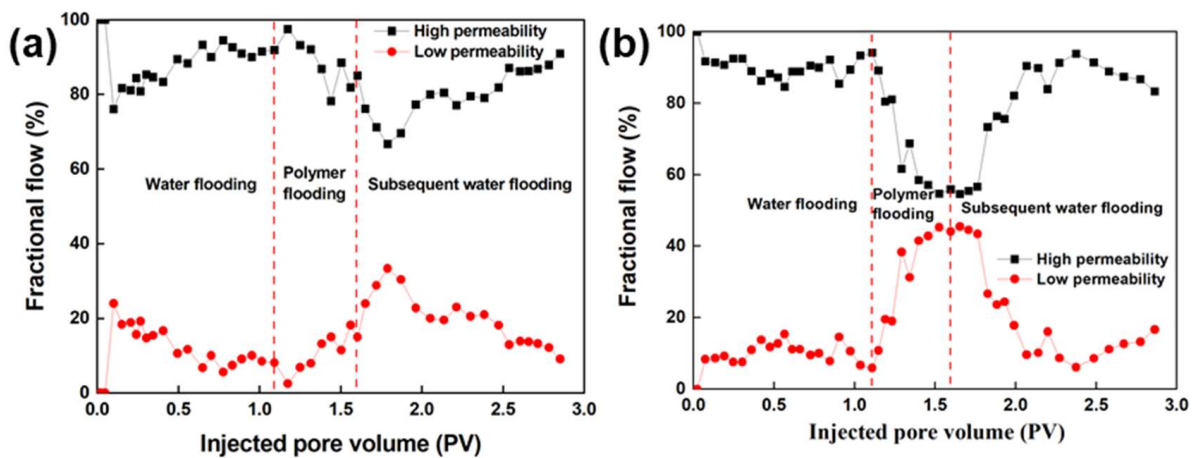 (a)
Fractional flow (%)
100
80
60
40
20
0
High permeability
Low permeability
Water flooding
Polymer
flooding
Subsequent water flooding
0.0
0.5
1.0
1.5
2.0
2.5
3.0
Injected pore volume (PV)
(b)
Fractional flow (%)
100
80
60
40
20
0
Water flooding
Polymer
flooding
Subsequent water flooding
High permeability
Low permeability
0.0
0.5
1.0
1.5
2.0
2.5
3.0
Injected pore volume (PV)